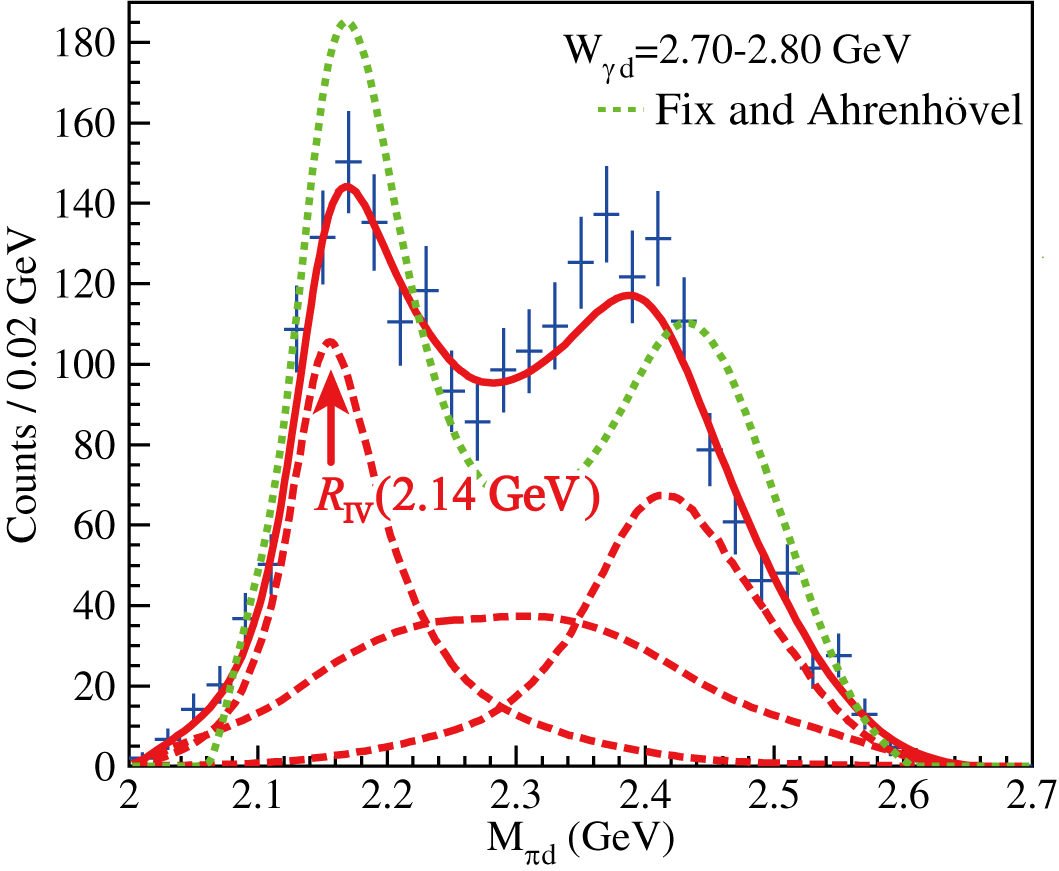 W_γd=2.70-2.80 GeV
Fix and Ahrenhövel
Counts / 0.02 GeV
180
160
140
120
100
80
60
40
20
0
R_IV(2.14 GeV)
2 2.1 2.2 2.3 2.4 2.5 2.6 2.7
M_πd (GeV)